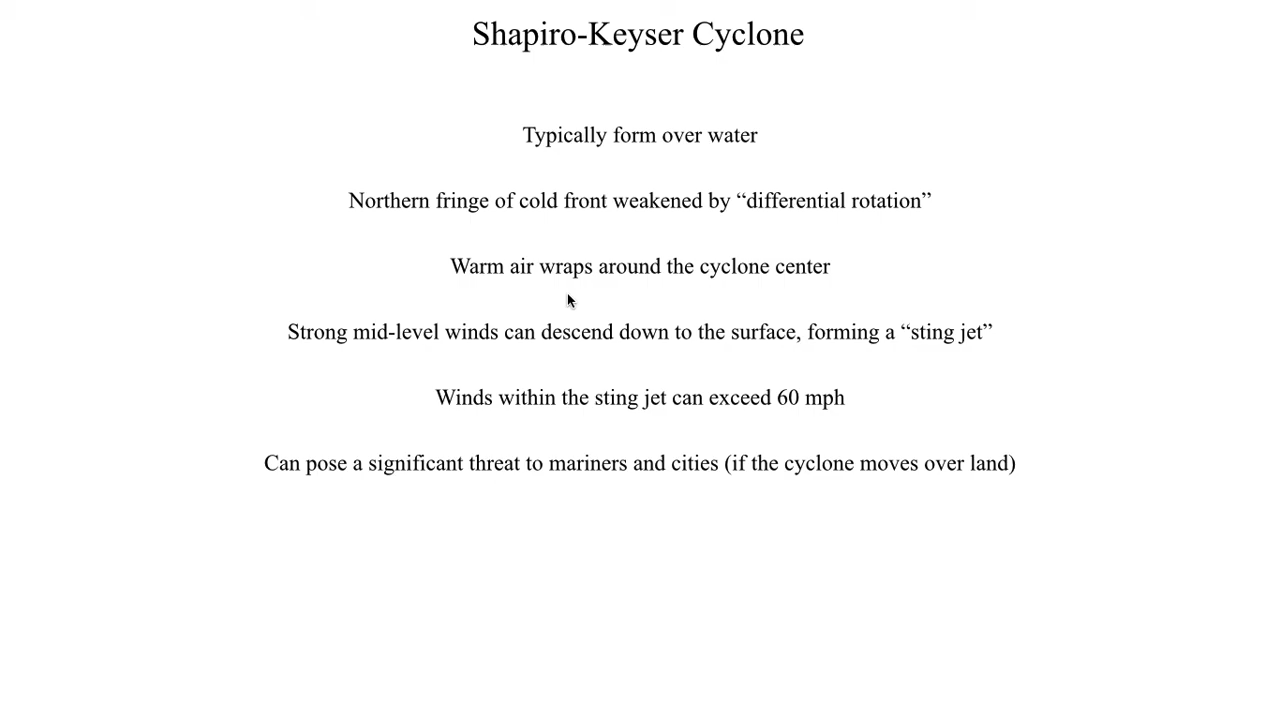 Shapiro-Keyser Cyclone
Typically form over water
Northern fringe of cold front weakened by “differential rotation”
Warm air wraps around the cyclone center
Strong mid-level winds can descend down to the surface, forming a “sting jet”
Winds within the sting jet can exceed 60 mph
Can pose a significant threat to mariners and cities (if the cyclone moves over land)